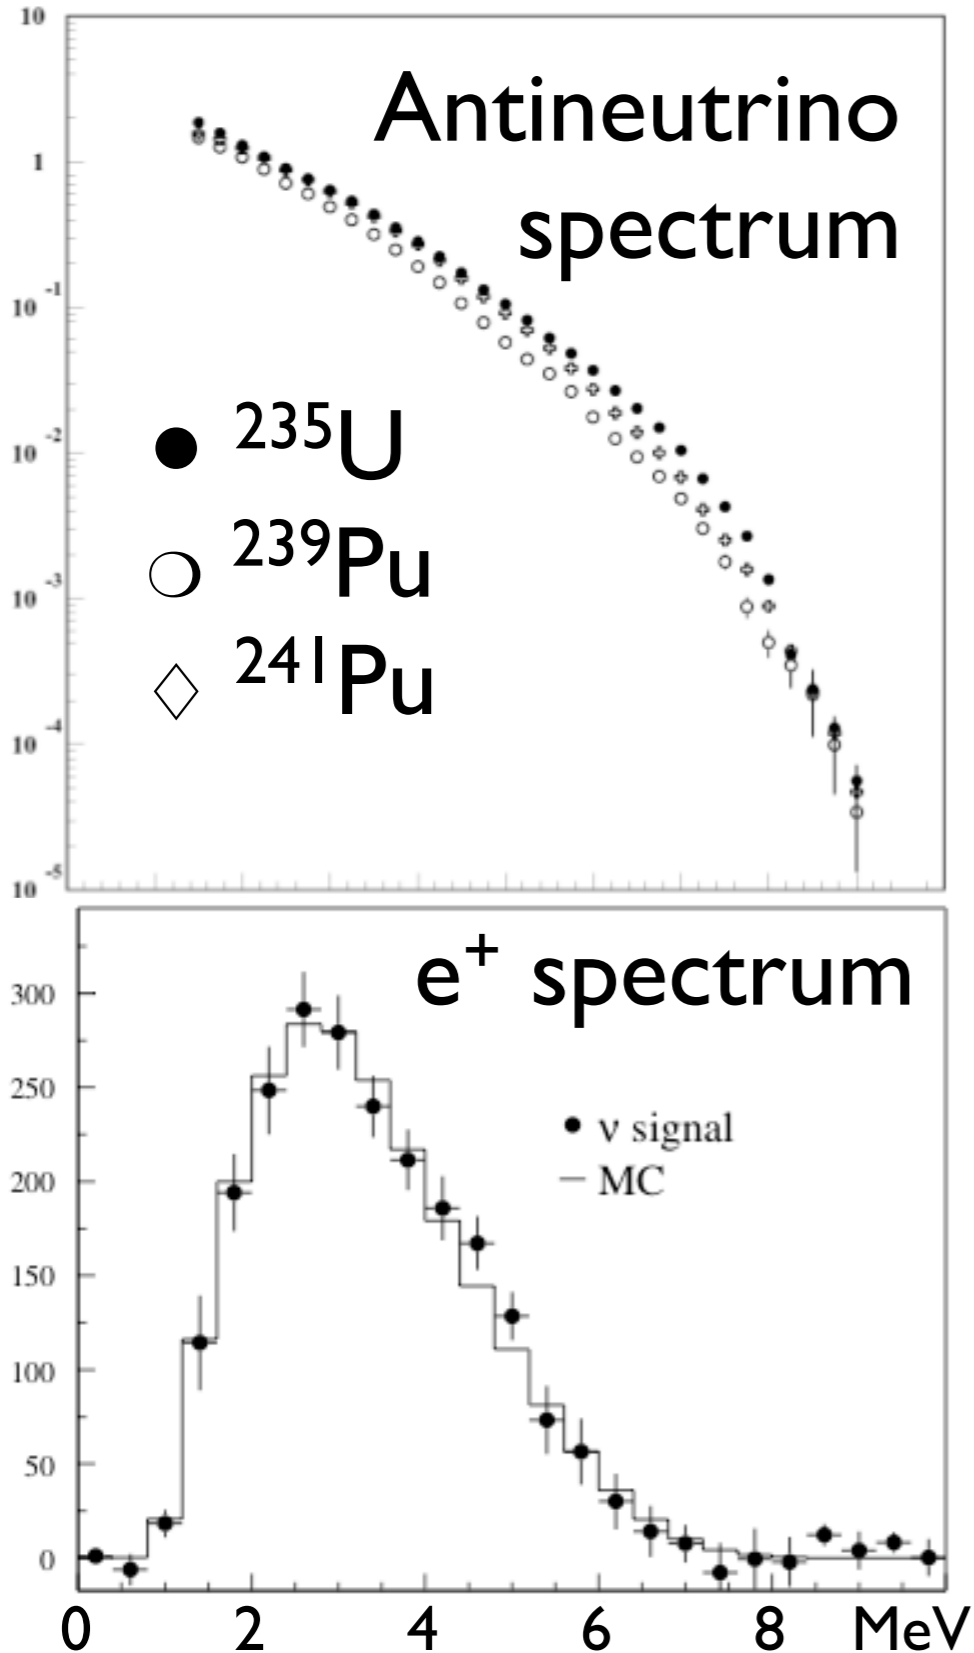 10
Antineutrino
1
spectrum
10 -1
● ²³⁵U
10 -2
○ ²³⁹Pu
10 -3
◇ ²⁴¹Pu
10 -4
10 -5
e⁺ spectrum
300
250
● ν signal
200
— MC
150
100
50
0
0 2 4 6 8 MeV